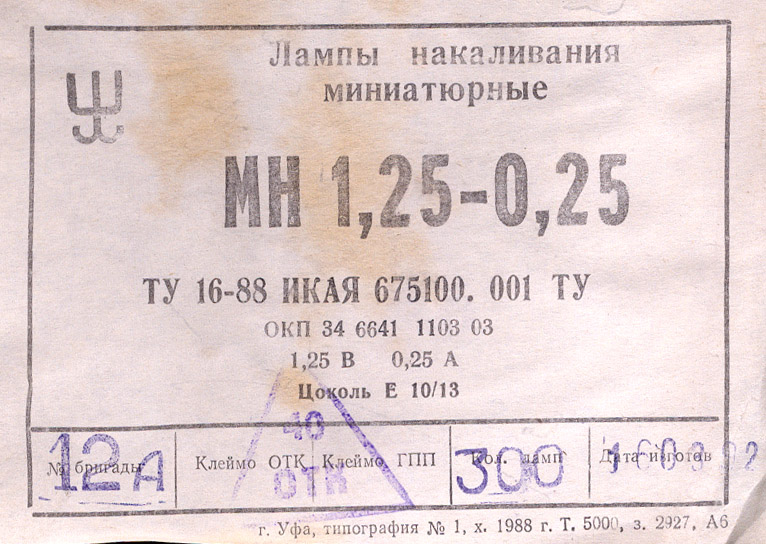 Лампы накаливания
миниатюрные
МН 1,25-0,25
ТУ 16-88 ИКАЯ 675100. 001 ТУ
ОКП 34 6641 1103 03
1,25 В 0,25 А
Цоколь Е 10/13
№ бригады 12А
Клеймо ОТК
40
ОТК
Клеймо ГПП
Кол. ламп 300
Дата изготов
г. Уфа, типография № 1, х. 1988 г. Т. 5000, з. 2927, А6